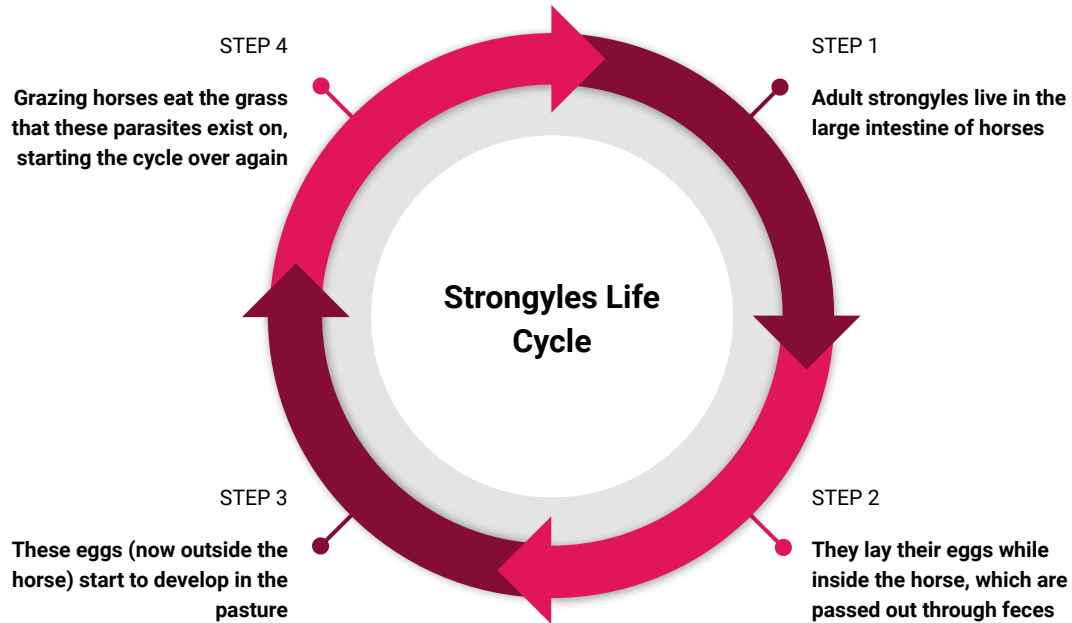 Strongyles Life
Cycle
STEP 1
Adult strongyles live in the
large intestine of horses
STEP 2
They lay their eggs while
inside the horse, which are
passed out through feces
STEP 3
These eggs (now outside the
horse) start to develop in the
pasture
STEP 4
Grazing horses eat the grass
that these parasites exist on,
starting the cycle over again